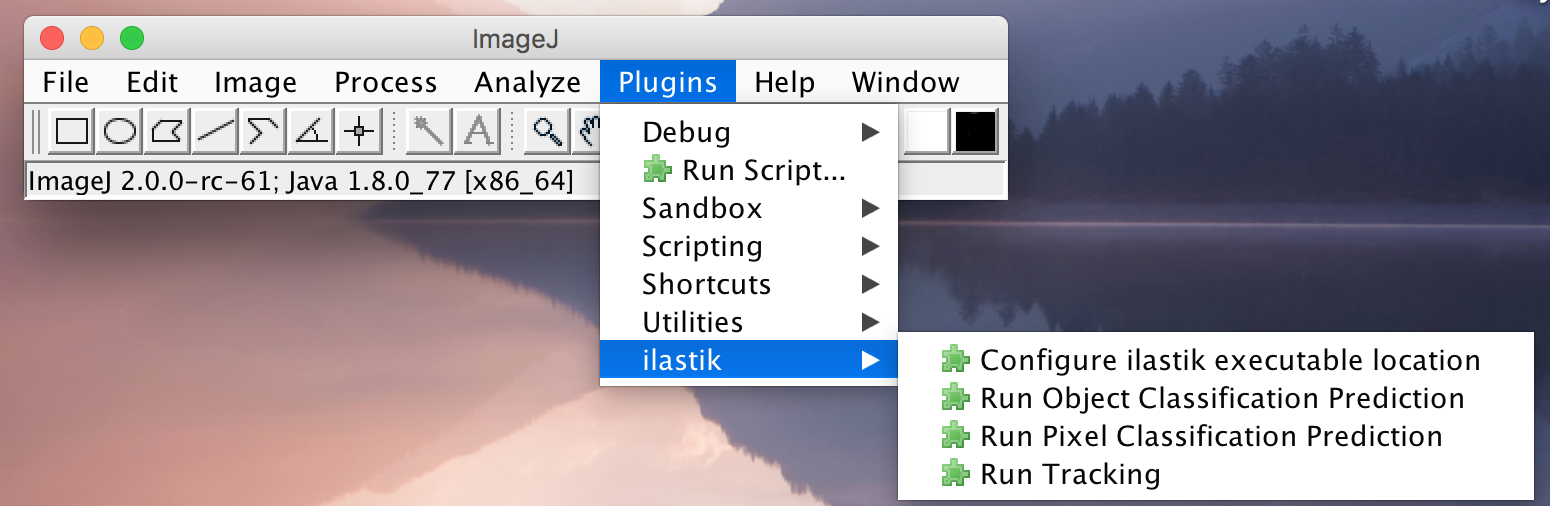 ImageJ
File Edit Image Process Analyze Plugins Help Window
A
ImageJ 2.0.0-rc-61; Java 1.8.0_77 [x86_64]
Debug
Run Script...
Sandbox
Scripting
Shortcuts
Utilities
ilastik
Configure ilastik executable location
Run Object Classification Prediction
Run Pixel Classification Prediction
Run Tracking